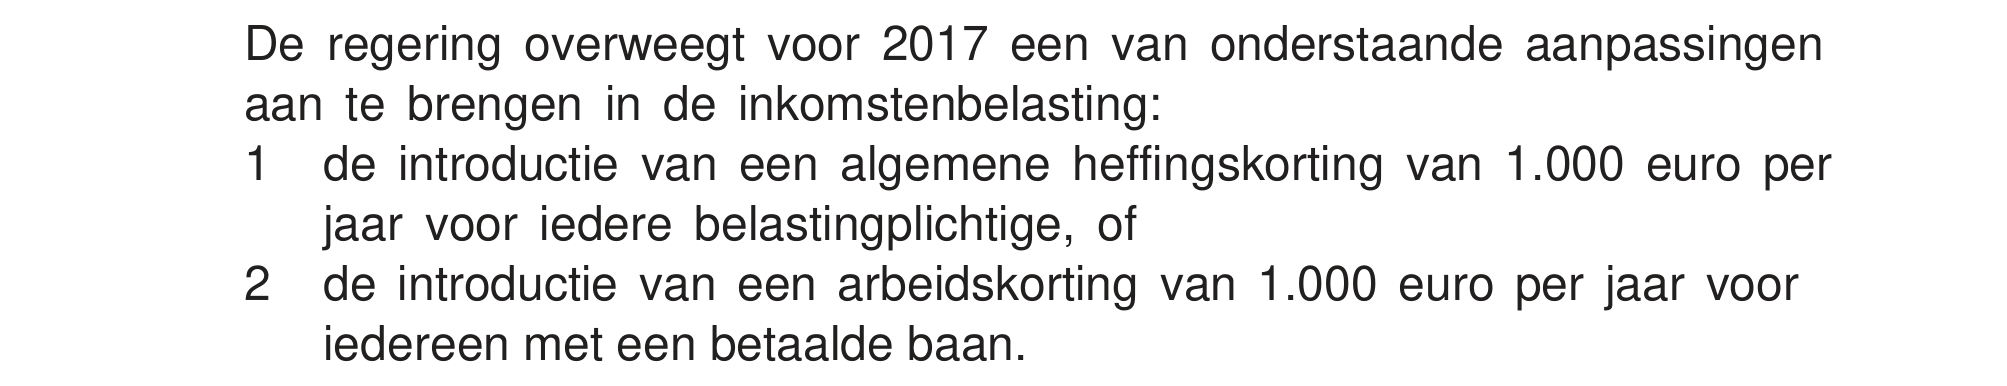 De regering overweegt voor 2017 een van onderstaande aanpassingen
aan te brengen in de inkomstenbelasting:
1 de introductie van een algemene heffingskorting van 1.000 euro per
jaar voor iedere belastingplichtige, of
2 de introductie van een arbeidskorting van 1.000 euro per jaar voor
iedereen met een betaalde baan.